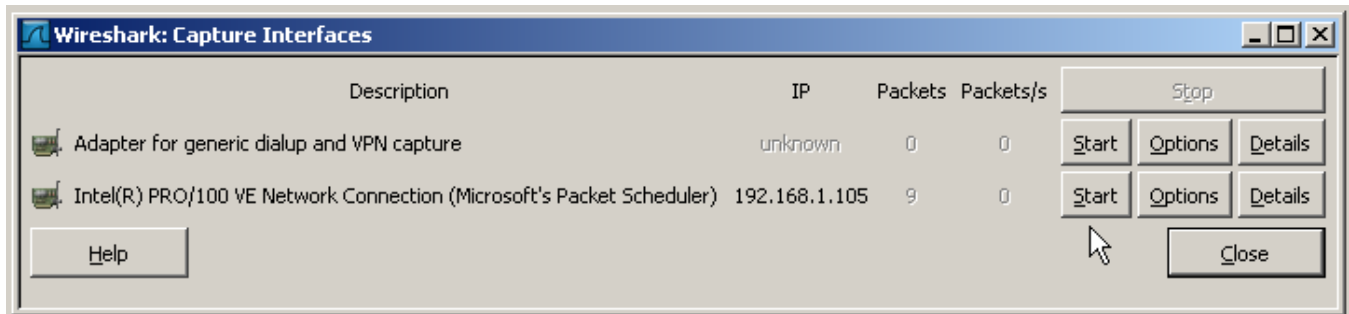 Wireshark: Capture Interfaces
Description IP Packets Packets/s Stop
Adapter for generic dialup and VPN capture unknown 0 0 Start Options Details
Intel(R) PRO/100 VE Network Connection (Microsoft's Packet Scheduler) 192.168.1.105 9 0 Start Options Details
Help Close